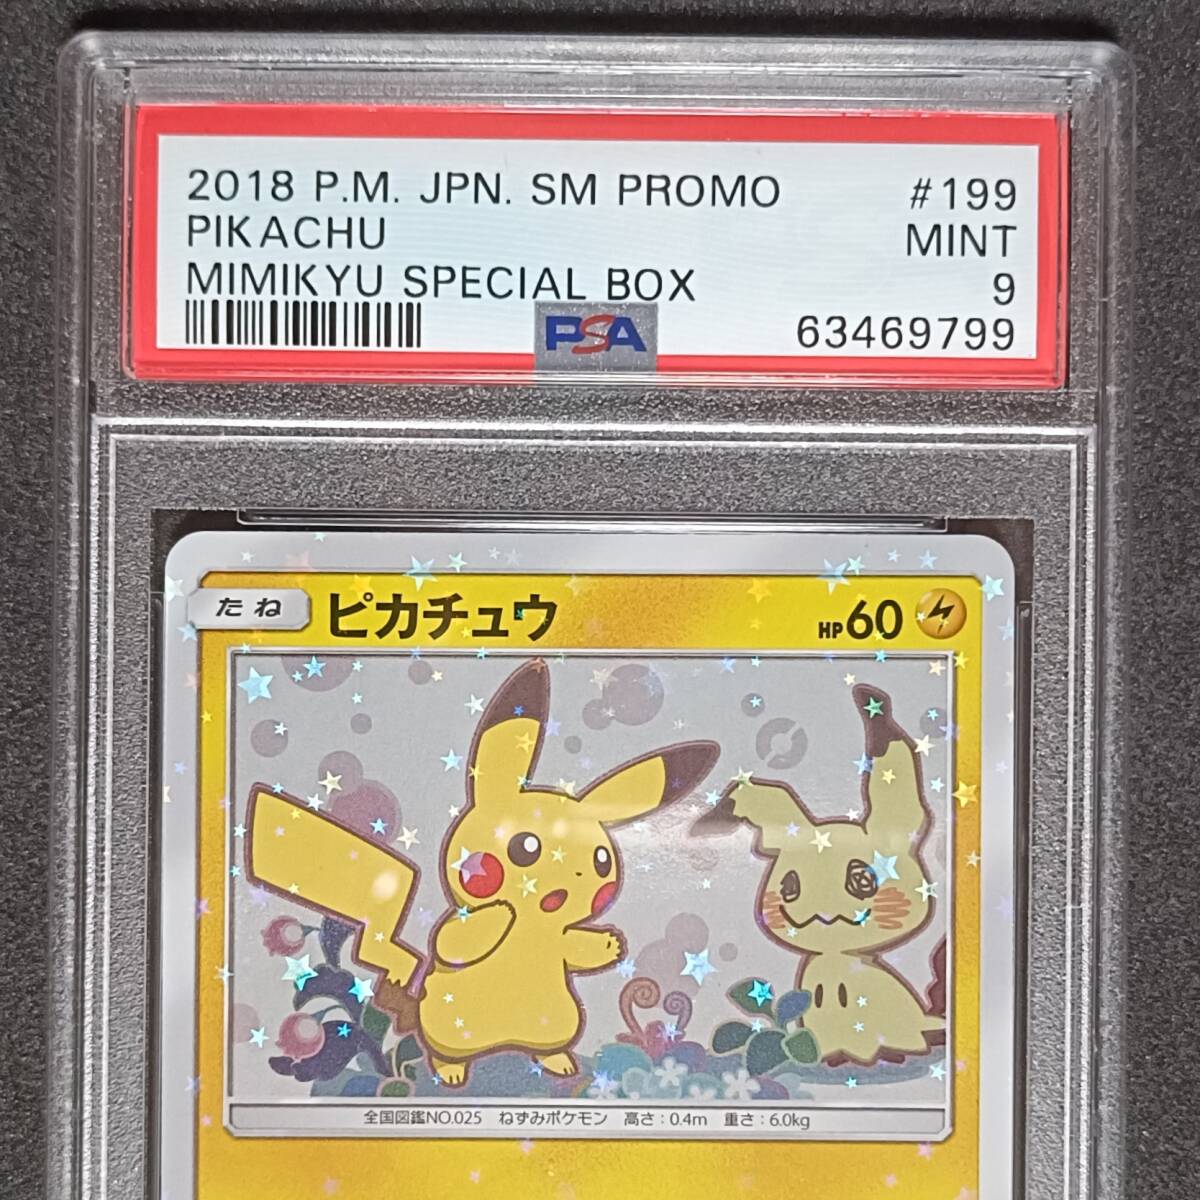 2018 P.M. JPN. SM PROMO #199
PIKACHU MINT
MIMIKYU SPECIAL BOX 9
PSA 63469799
たね ピカチュウ HP60
全国図鑑NO.025 ねずみポケモン 高さ:0.4m 重さ:6.0kg